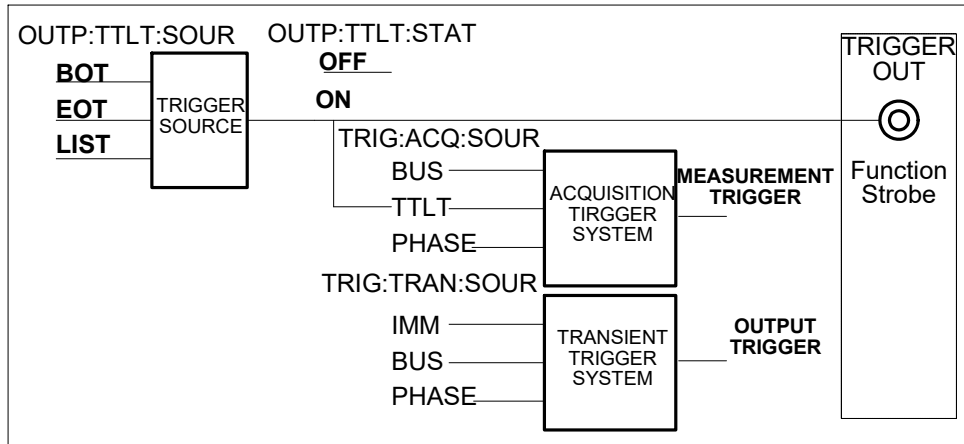 OUTP:TTLT:SOUR
OUTP:TTLT:STAT
BOT
EOT
LIST
TRIGGER
SOURCE
OFF
ON
TRIGGER
OUT
Function
Strobe
TRIG:ACQ:SOUR
BUS
TTLT
PHASE
ACQUISITION
TIRGGER
SYSTEM
MEASUREMENT
TRIGGER
TRIG:TRAN:SOUR
IMM
BUS
PHASE
TRANSIENT
TRIGGER
SYSTEM
OUTPUT
TRIGGER